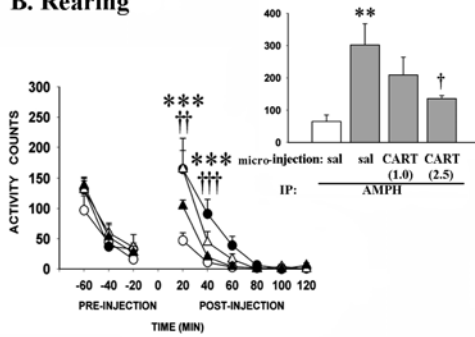 B. Rearing
400
300
200
100
0
**
†
micro-injection: sal sal CART CART
(1.0) (2.5)
IP: AMPH
ACTIVITY COUNTS
300
250
200
150
100
50
0
***
††
***
†††
-60 -40 -20 0 20 40 60 80 100 120
PRE-INJECTION POST-INJECTION
TIME (MIN)